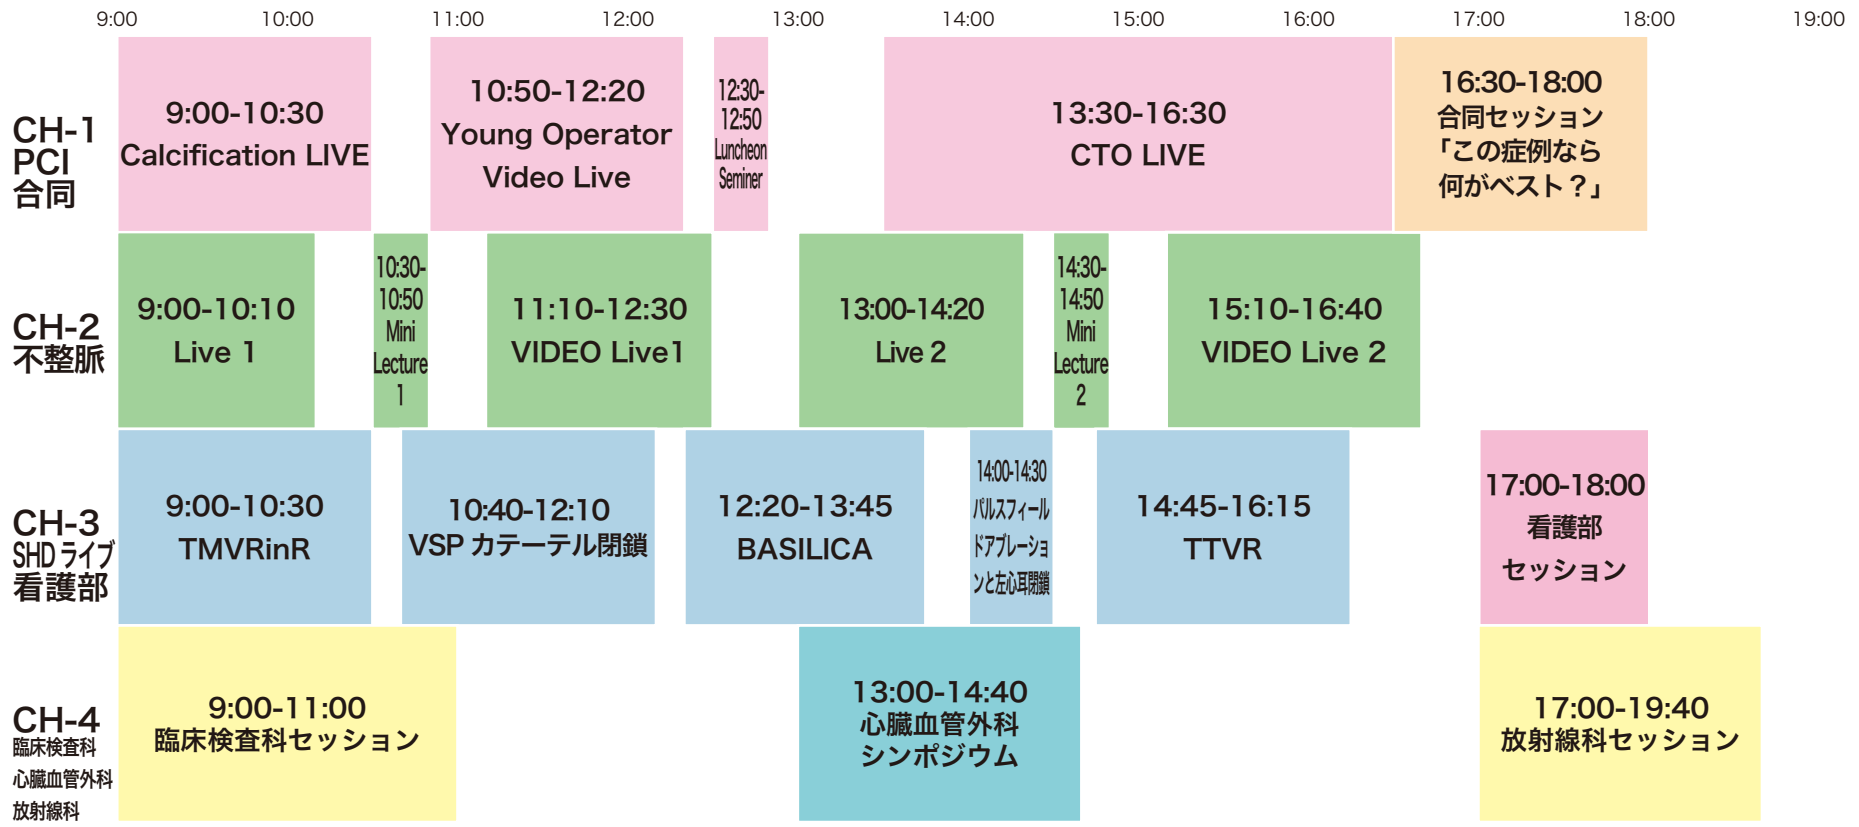 9:00 10:00 11:00 12:00 13:00 14:00 15:00 16:00 17:00 18:00 19:00
CH-1
PCI
合同
9:00-10:30
Calcification LIVE
10:50-12:20
Young Operator
Video Live
12:30-
12:50
Luncheon
Seminer
13:30-16:30
CTO LIVE
16:30-18:00
合同セッション
「この症例なら
何がベスト？」
CH-2
不整脈
9:00-10:10
Live 1
10:30-
10:50
Mini
Lecture
1
11:10-12:30
VIDEO Live1
13:00-14:20
Live 2
14:30-
14:50
Mini
Lecture
2
15:10-16:40
VIDEO Live 2
CH-3
SHD ライブ
看護部
9:00-10:30
TMVRinR
10:40-12:10
VSP カテーテル閉鎖
12:20-13:45
BASILICA
14:00-14:30
パルスフィール
ドアブレーショ
ンと左心耳閉鎖
14:45-16:15
TTVR
17:00-18:00
看護部
セッション
CH-4
臨床検査科
心臓血管外科
放射線科
9:00-11:00
臨床検査科セッション
13:00-14:40
心臓血管外科
シンポジウム
17:00-19:40
放射線科セッション